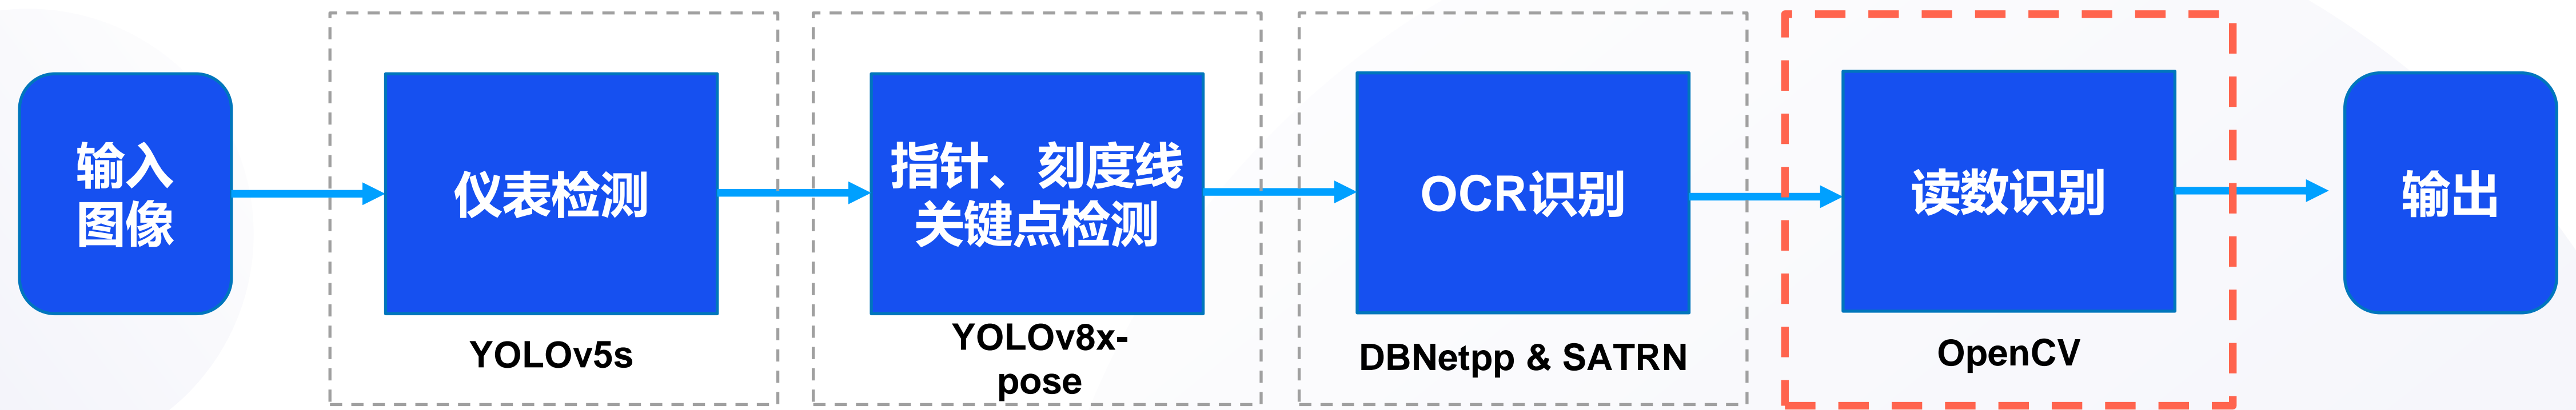 输入
图像
仪表检测
YOLOv5s
指针、刻度线
关键点检测
YOLOv8x-
pose
OCR识别
DBNetpp & SATRN
读数识别
OpenCV
输出